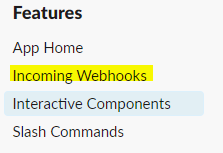 Features
App Home
Incoming Webhooks
Interactive Components
Slash Commands